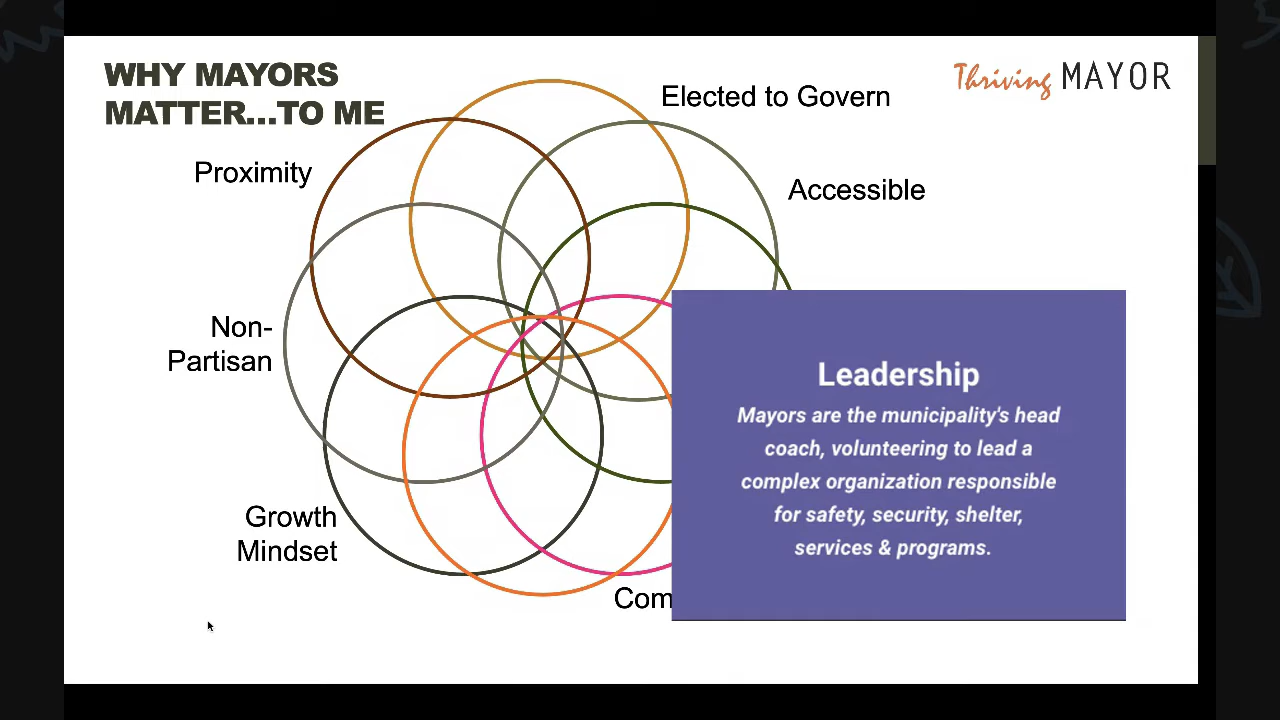 WHY MAYORS
MATTER...TO ME
Thriving MAYOR
Elected to Govern
Proximity
Accessible
Non-
Partisan
Leadership
Mayors are the municipality's head
coach, volunteering to lead a
complex organization responsible
for safety, security, shelter,
services & programs.
Growth
Mindset